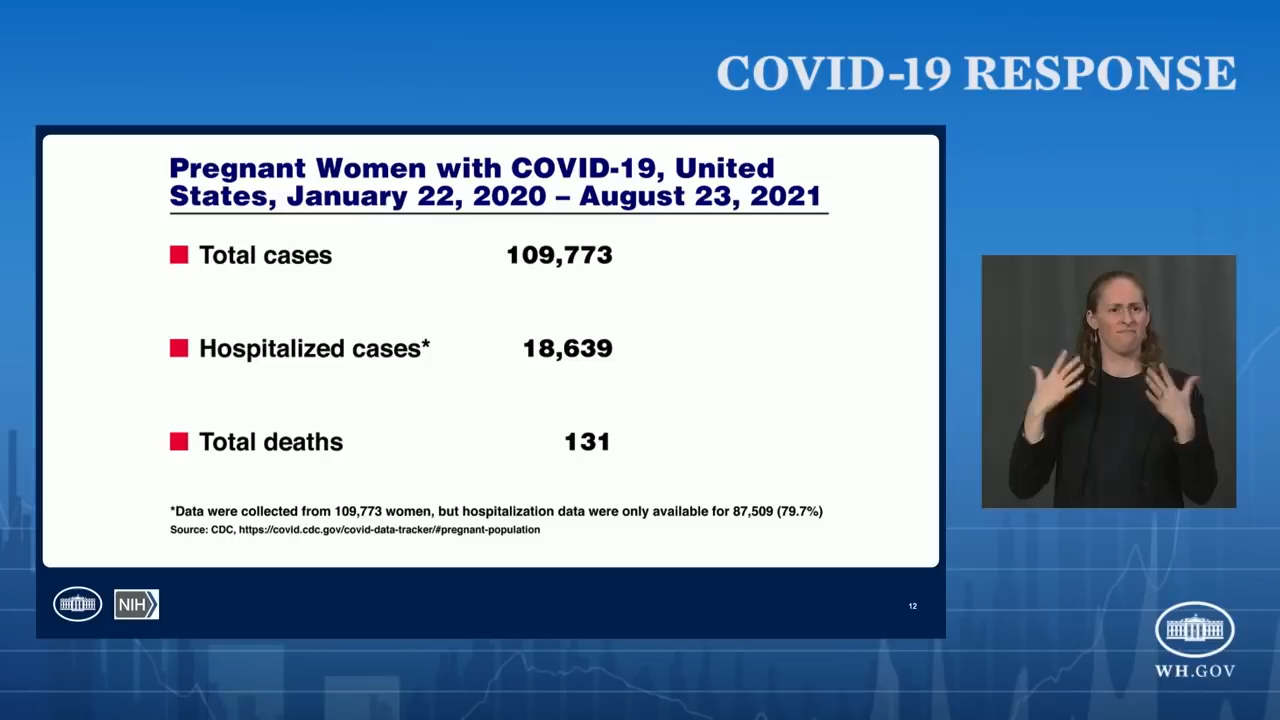 COVID-19 RESPONSE
Pregnant Women with COVID-19, United
States, January 22, 2020 – August 23, 2021
Total cases 109,773
Hospitalized cases* 18,639
Total deaths 131
*Data were collected from 109,773 women, but hospitalization data were only available for 87,509 (79.7%)
Source: CDC, https://covid.cdc.gov/covid-data-tracker/#pregnant-population
NIH
12
WH.GOV